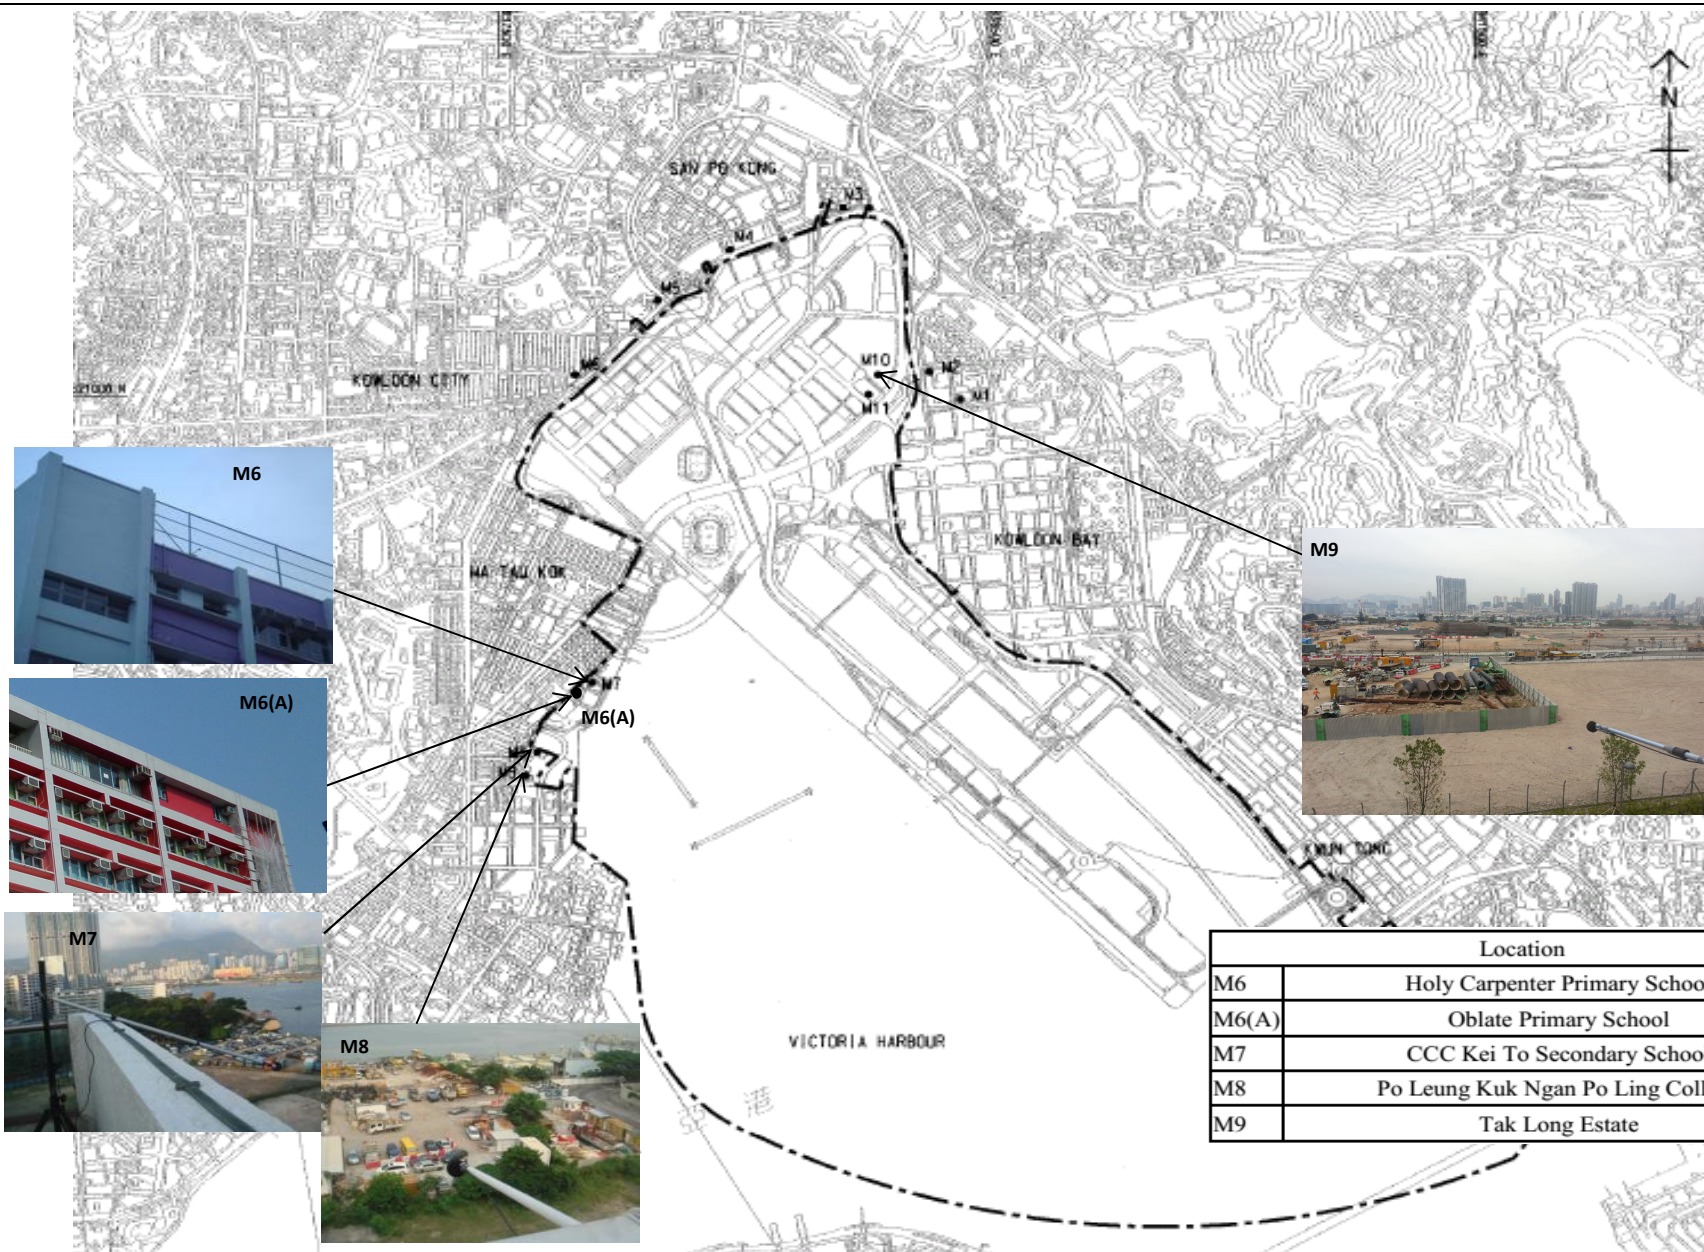 N
SAN PO KONG
M3
M4
M5
M6
KOWLOON CITY
M10
M2
M11
M1
M6
KOWLOON BAY
MA TAU KOK
M9
M7
M6(A)
M6(A)
M7
KWUN TONG
VICTORIA HARBOUR
M8
港
Location
M6 Holy Carpenter Primary Schoo
M6(A) Oblate Primary School
M7 CCC Kei To Secondary Schoo
M8 Po Leung Kuk Ngan Po Ling Coll
M9 Tak Long Estate